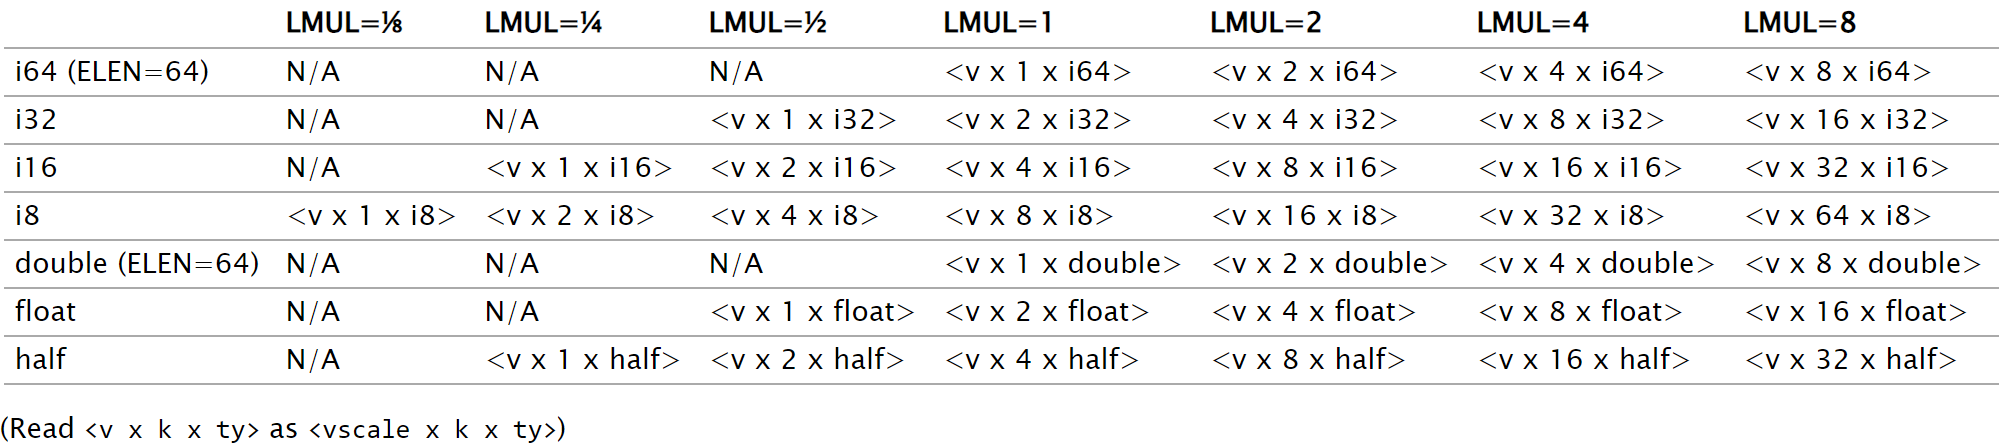 LMUL=⅛ LMUL=¼ LMUL=½ LMUL=1 LMUL=2 LMUL=4 LMUL=8
i64 (ELEN=64) N/A N/A N/A <v x 1 x i64> <v x 2 x i64> <v x 4 x i64> <v x 8 x i64>
i32 N/A N/A <v x 1 x i32> <v x 2 x i32> <v x 4 x i32> <v x 8 x i32> <v x 16 x i32>
i16 N/A <v x 1 x i16> <v x 2 x i16> <v x 4 x i16> <v x 8 x i16> <v x 16 x i16> <v x 32 x i16>
i8 <v x 1 x i8> <v x 2 x i8> <v x 4 x i8> <v x 8 x i8> <v x 16 x i8> <v x 32 x i8> <v x 64 x i8>
double (ELEN=64) N/A N/A N/A <v x 1 x double> <v x 2 x double> <v x 4 x double> <v x 8 x double>
float N/A N/A <v x 1 x float> <v x 2 x float> <v x 4 x float> <v x 8 x float> <v x 16 x float>
half N/A <v x 1 x half> <v x 2 x half> <v x 4 x half> <v x 8 x half> <v x 16 x half> <v x 32 x half>
(Read <v x k x ty> as <vscale x k x ty>)